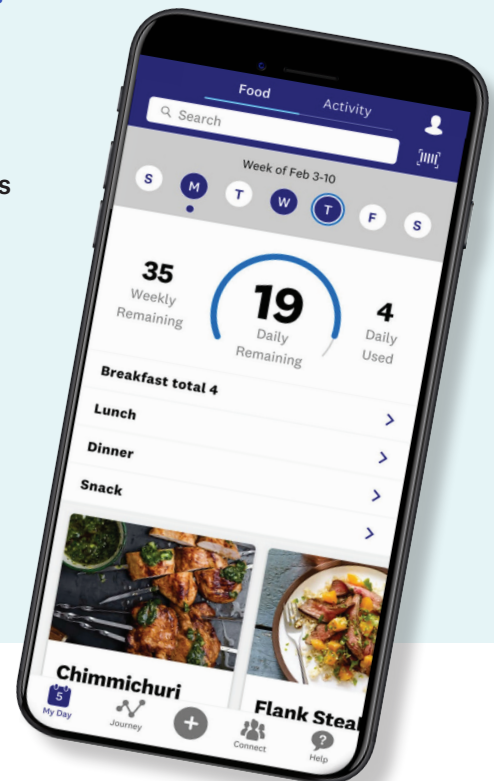 s
Food Activity
Search
Week of Feb 3-10
S M T W T F S
35 19 4
Weekly Daily Daily
Remaining Remaining Used
Breakfast total 4
Lunch
Dinner
Snack
Chimmichuri Flank Steak
5
My Day Journey + Connect ? Help